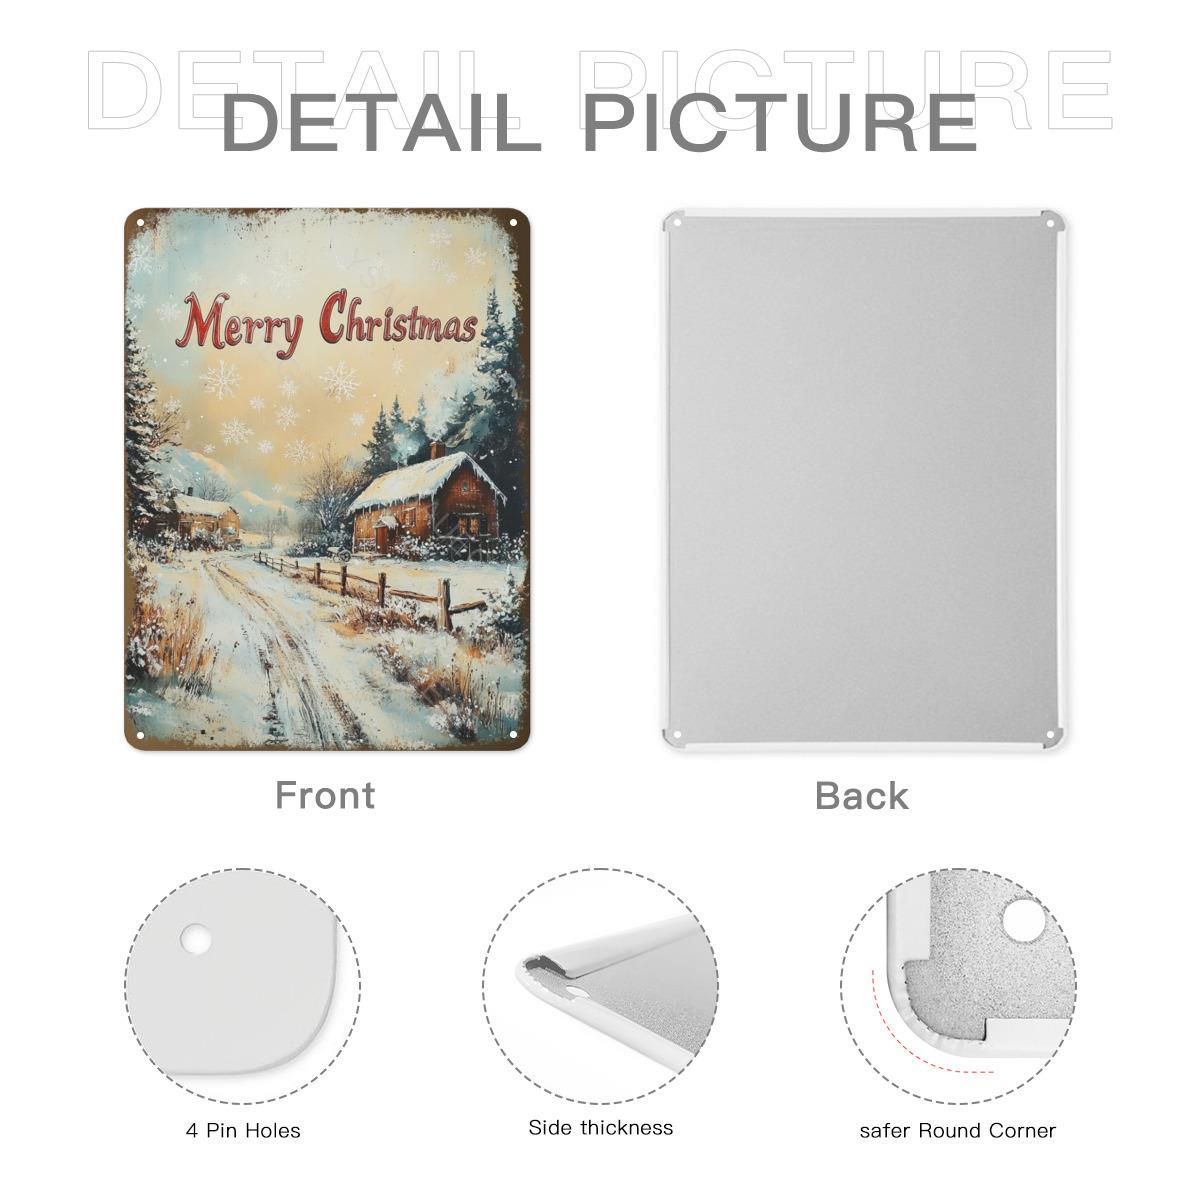 DETAIL PICTURE
DETAIL PICTURE
Merry Christmas
Front
Back
4 Pin Holes
Side thickness
safer Round Corner